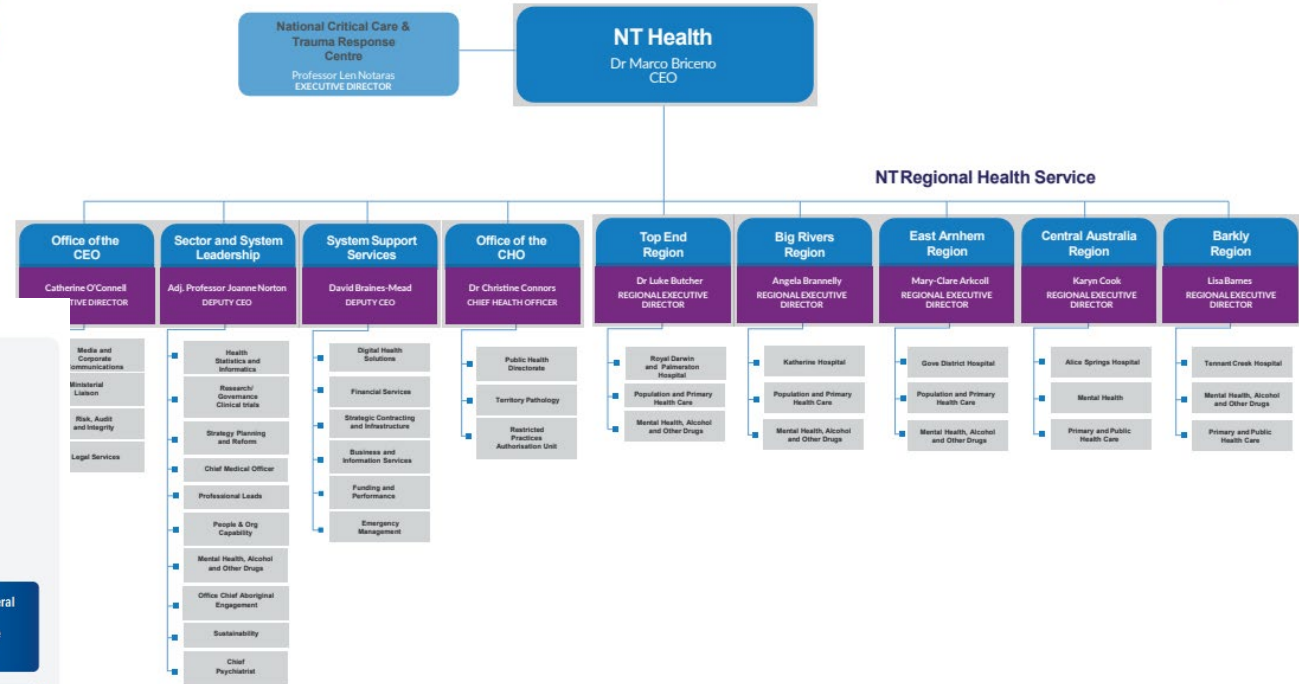 National Critical Care &
Trauma Response
Centre
Professor Len Notaras
EXECUTIVE DIRECTOR
NT Health
Dr Marco Briceno
CEO
NT Regional Health Service
Office of the
CEO
Catherine O'Connell
TIVE DIRECTOR
Media and
Corporate
ommunications
Ministerial
Liaison
Risk, Audit
and Integrity
Legal Services
Sector and System
Leadership
Adj. Professor Joanne Norton
DEPUTY CEO
Health
Statistics and
Informatics
Research/
Governance
Clinical trials
Strategy Planning
and Reform
Chief Medical Officer
Professional Leads
People & Org
Capability
Mental Health, Alcohol
and Other Drugs
Office Chief Aboriginal
Engagement
Sustainability
Chief
Psychiatrist
System Support
Services
David Braines-Mead
DEPUTY CEO
Digital Health
Solutions
Financial Services
Strategic Contracting
and Infrastructure
Business and
Information Services
Funding and
Performance
Emergency
Management
Office of the
CHO
Dr Christine Connors
CHIEF HEALTH OFFICER
Public Health
Directorate
Territory Pathology
Restricted
Practices
Authorisation Unit
Top End
Region
Dr Luke Butcher
REGIONAL EXECUTIVE
DIRECTOR
Royal Darwin
and Palmerston
Hospital
Population and Primary
Health Care
Mental Health, Alcohol
and Other Drugs
Big Rivers
Region
Angela Brannelly
REGIONAL EXECUTIVE
DIRECTOR
Katherine Hospital
Population and Primary
Health Care
Mental Health, Alcohol
and Other Drugs
East Arnhem
Region
Mary-Clare Arkcoll
REGIONAL EXECUTIVE
DIRECTOR
Gove District Hospital
Population and Primary
Health Care
Mental Health, Alcohol
and Other Drugs
Central Australia
Region
Karyn Cook
REGIONAL EXECUTIVE
DIRECTOR
Alice Springs Hospital
Mental Health
Primary and Public
Health Care
Barkly
Region
Lisa Barnes
REGIONAL EXECUTIVE
DIRECTOR
Tennant Creek Hospital
Mental Health, Alcohol
and Other Drugs
Primary and Public
Health Care
eral